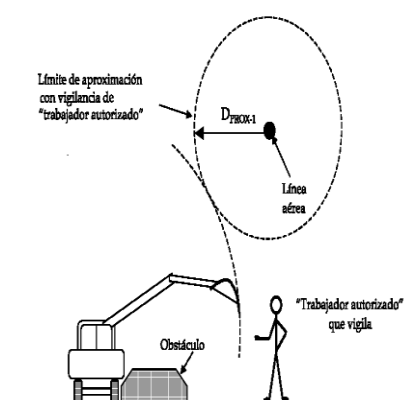 Límite de aproximación
con vigilancia de
"trabajador autorizado"
DPROX-1
Línea
aérea
"Trabajador autorizado"
que vigila
Obstáculo